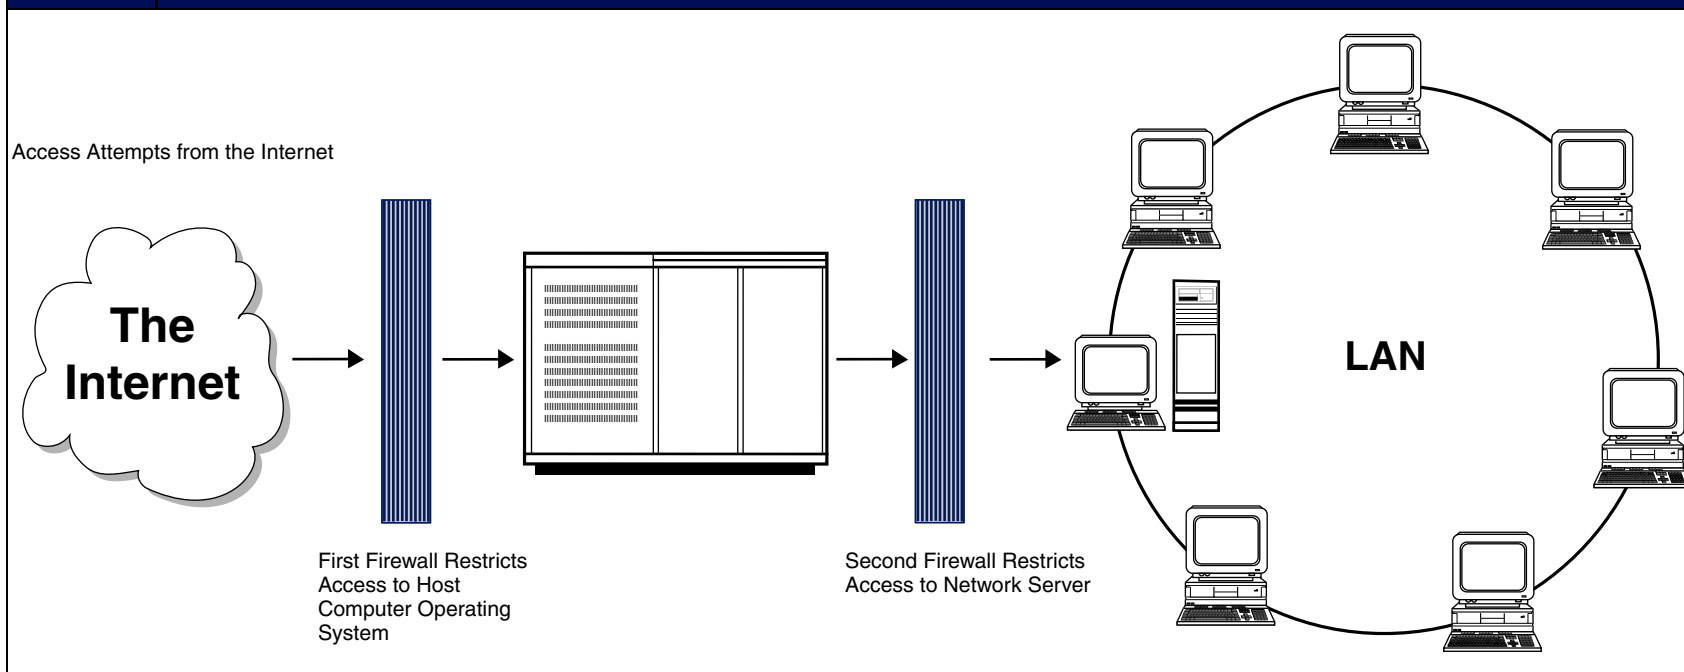 Access Attempts from the Internet
The
Internet
LAN
First Firewall Restricts
Access to Host
Computer Operating
System
Second Firewall Restricts
Access to Network Server